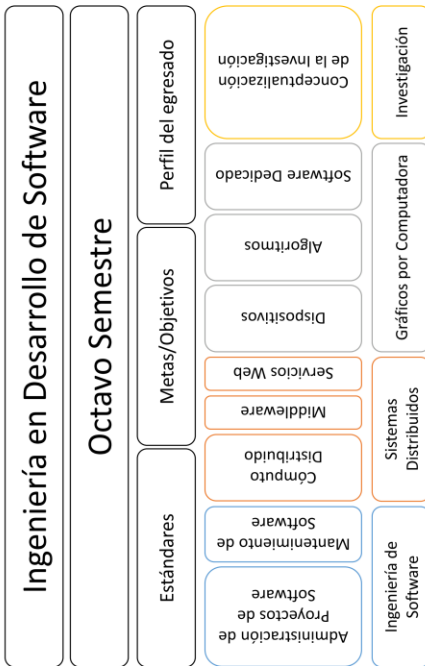 Ingeniería en Desarrollo de Software
Octavo Semestre
Estándares
Metas/Objetivos
Perfil del egresado
Administración de
Proyectos de
Software
Mantenimiento de
Software
Cómputo
Distribuido
Middleware
Servicios Web
Dispositivos
Algoritmos
Software Dedicado
Conceptualización
de la Investigación
Ingeniería de
Software
Sistemas
Distribuidos
Gráficos por Computadora
Investigación